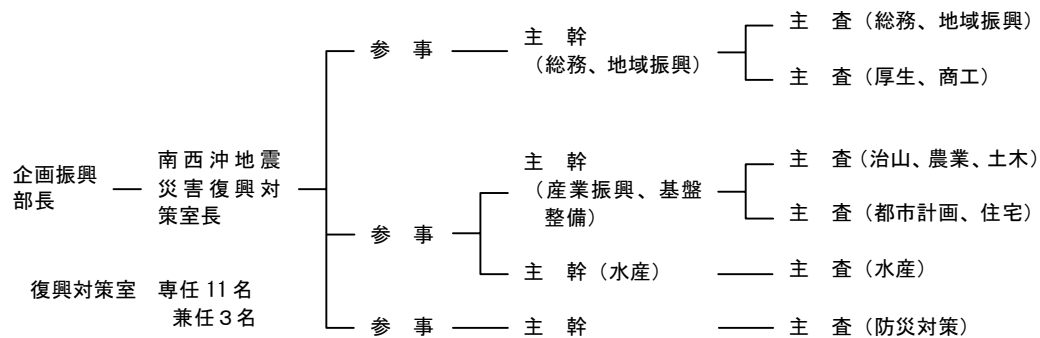 参 事
主 幹
(総務、地域振興)
主 査(総務、地域振興)
主 査(厚生、商工)
企画振興
部長
南西沖地震
災害復興対
策室長
参 事
主 幹
(産業振興、基盤
整備)
主 査(治山、農業、土木)
主 査(都市計画、住宅)
主 幹(水産)
主 査(水産)
復興対策室 専任11名
兼任3名
参 事
主 幹
主 査(防災対策)